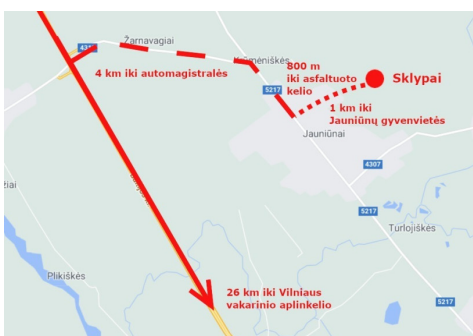 Žarnavagiai
4307
Krūminiškės
4 km iki automagistralės
800 m
iki asfaltuoto
kelio
Sklypai
5217
1 km iki
Jauniūnų gyvenvietės
Jauniūnai
4307
5217
Turlojiškės
Plikiškės
26 km iki Vilniaus
vakarinio aplinkelio
5217